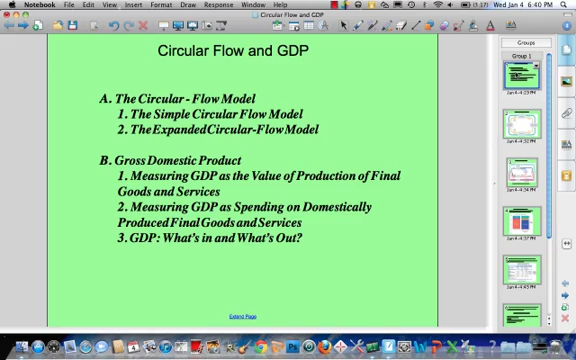 Notebook File Edit View Insert Format Draw Response Window Help
Wed Jan 4 6:40 PM
Circular Flow and GDP
Circular Flow and GDP
A. The Circular - Flow Model
1. The Simple Circular Flow Model
2. The Expanded Circular-Flow Model
B. Gross Domestic Product
1. Measuring GDP as the Value of Production of Final
Goods and Services
2. Measuring GDP as Spending on Domestically
Produced Final Goods and Services
3. GDP: What's in and What's Out?
Extend Page
Groups
Group 1